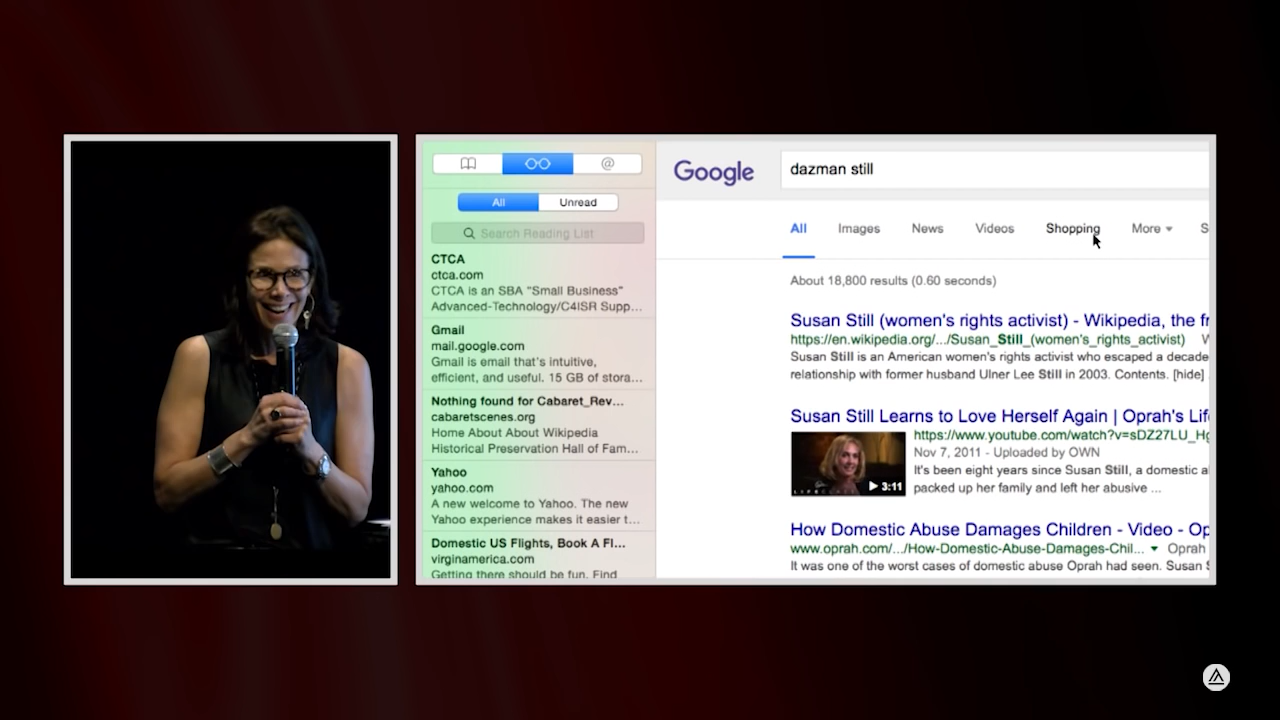 All
Unread
Search Reading List
CTCA
ctca.com
CTCA is an SBA "Small Business"
Advanced-Technology/C4ISR Supp...
Gmail
mail.google.com
Gmail is email that's intuitive,
efficient, and useful. 15 GB of stora...
Nothing found for Cabaret_Rev...
cabaretscenes.org
Home About About Wikipedia
Historical Preservation Hall of Fam...
Yahoo
yahoo.com
A new welcome to Yahoo. The new
Yahoo experience makes it easier t...
Domestic US Flights, Book A Fl...
virginamerica.com
Getting there should be fun. Find
Google
dazman still
All Images News Videos Shopping More S
About 18,800 results (0.60 seconds)
Susan Still (women's rights activist) - Wikipedia, the fr
https://en.wikipedia.org/.../Susan_Still_(women's_rights_activist)
Susan Still is an American women's rights activist who escaped a decade
relationship with former husband Ulner Lee Still in 2003. Contents. [hide]
Susan Still Learns to Love Herself Again | Oprah's Life
https://www.youtube.com/watch?v=sDZ27LU_Hg
Nov 7, 2011 - Uploaded by OWN
It's been eight years since Susan Still, a domestic a
packed up her family and left her abusive ...
3:11
How Domestic Abuse Damages Children - Video - Op
www.oprah.com/.../How-Domestic-Abuse-Damages-Chil... Oprah
It was one of the worst cases of domestic abuse Oprah had seen. Susan S